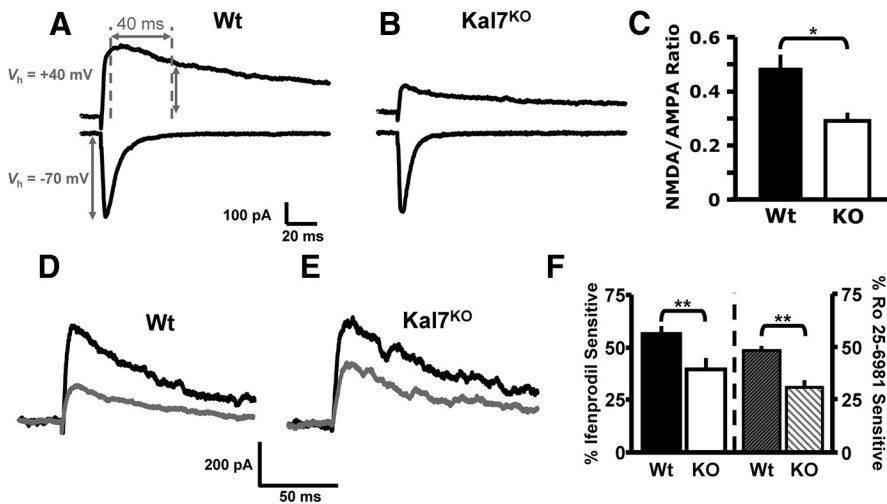 A
Wt
40 ms
Vh = +40 mV
Vh = -70 mV
100 pA
20 ms
B
Kal7KO
C
NMDA/AMPA Ratio
0.6
0.4
0.2
0
*
Wt
KO
D
Wt
E
Kal7KO
200 pA
50 ms
F
% Ifenprodil Sensitive
75
50
25
0
**
**
Wt
KO
Wt
KO
75
50
25
0
% Ro 25-6981 Sensitive